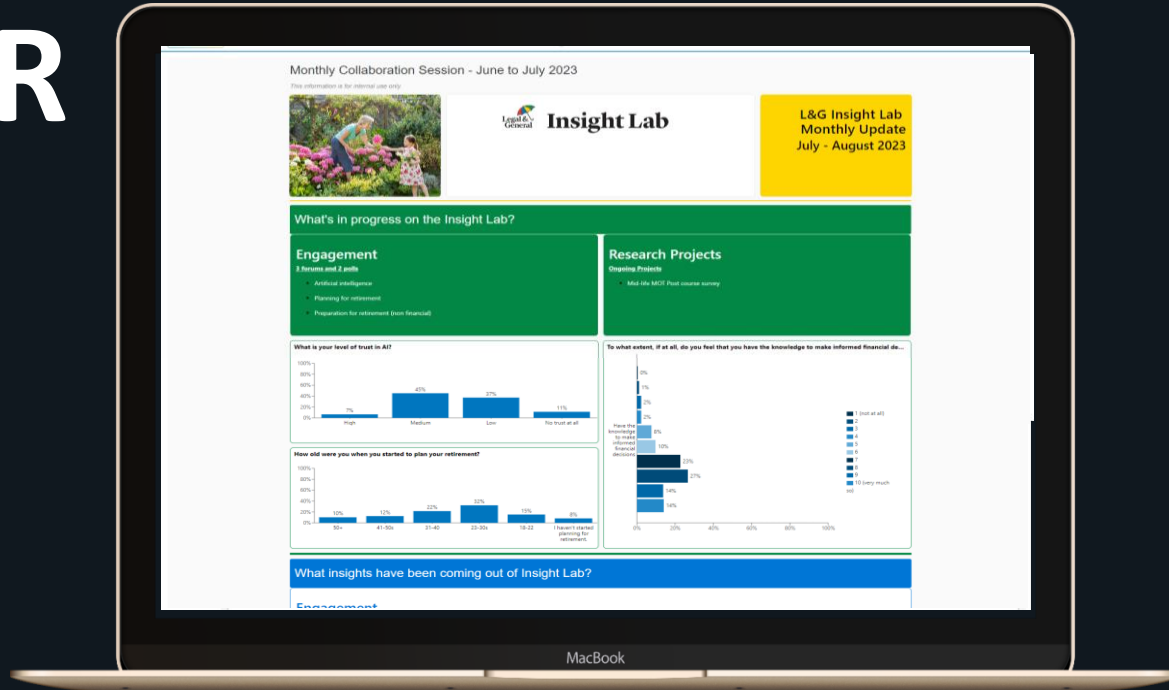 R
Monthly Collaboration Session - June to July 2023
This information is for internal use only.
Legal &
General
Insight Lab
L&G Insight Lab
Monthly Update
July - August 2023
What's in progress on the Insight Lab?
Engagement
3 forums and 2 polls
Artificial intelligence
Planning for retirement
Preparation for retirement (non financial)
Research Projects
Ongoing Projects
Mid-life MOT Post course survey
What is your level of trust in AI?
100%
80%
60%
40%
20%
0%
7%
45%
37%
11%
High
Medium
Low
No trust at all
How old were you when you started to plan your retirement?
100%
80%
60%
40%
20%
0%
10%
12%
22%
32%
15%
8%
50+
41-50s
31-40
23-30s
18-22
I haven't started
planning for
retirement
To what extent, if at all, do you feel that you have the knowledge to make informed financial de...
Have the
knowledge
to make
informed
financial
decisions
0%
1%
2%
2%
8%
10%
23%
27%
14%
14%
0%
20%
40%
60%
80%
100%
1 (not at all)
2
3
4
5
6
7
8
9
10 (very much
so)
What insights have been coming out of Insight Lab?
Engagement
MacBook